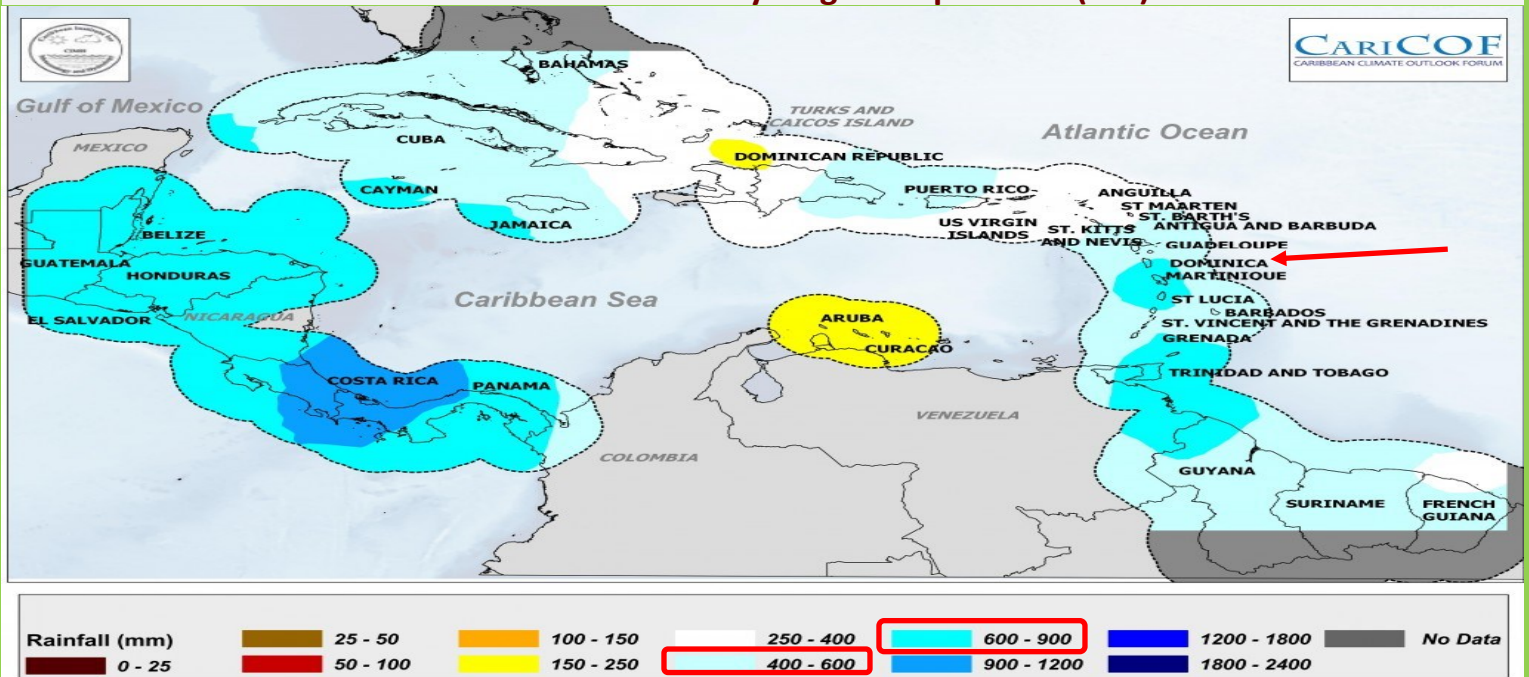 CIMH
CARICOF
CARIBBEAN CLIMATE OUTLOOK FORUM
BAHAMAS
Gulf of Mexico
TURKS AND
CAICOS ISLAND
Atlantic Ocean
MEXICO
CUBA
DOMINICAN REPUBLIC
CAYMAN
PUERTO RICO
ANGUILLA
ST MAARTEN
ST. BARTH'S
JAMAICA
US VIRGIN
ISLANDS
ST. KITTS
AND NEVIS
ANTIGUA AND BARBUDA
BELIZE
GUADELOUPE
GUATEMALA
DOMINICA
HONDURAS
MARTINIQUE
Caribbean Sea
ST LUCIA
EL SALVADOR
NICARAGUA
ARUBA
BARBADOS
ST. VINCENT AND THE GRENADINES
CURACAO
GRENADA
COSTA RICA
PANAMA
TRINIDAD AND TOBAGO
VENEZUELA
COLOMBIA
GUYANA
SURINAME
FRENCH
GUIANA
Rainfall (mm)
25 - 50
100 - 150
250 - 400
600 - 900
1200 - 1800
No Data
0 - 25
50 - 100
150 - 250
400 - 600
900 - 1200
1800 - 2400